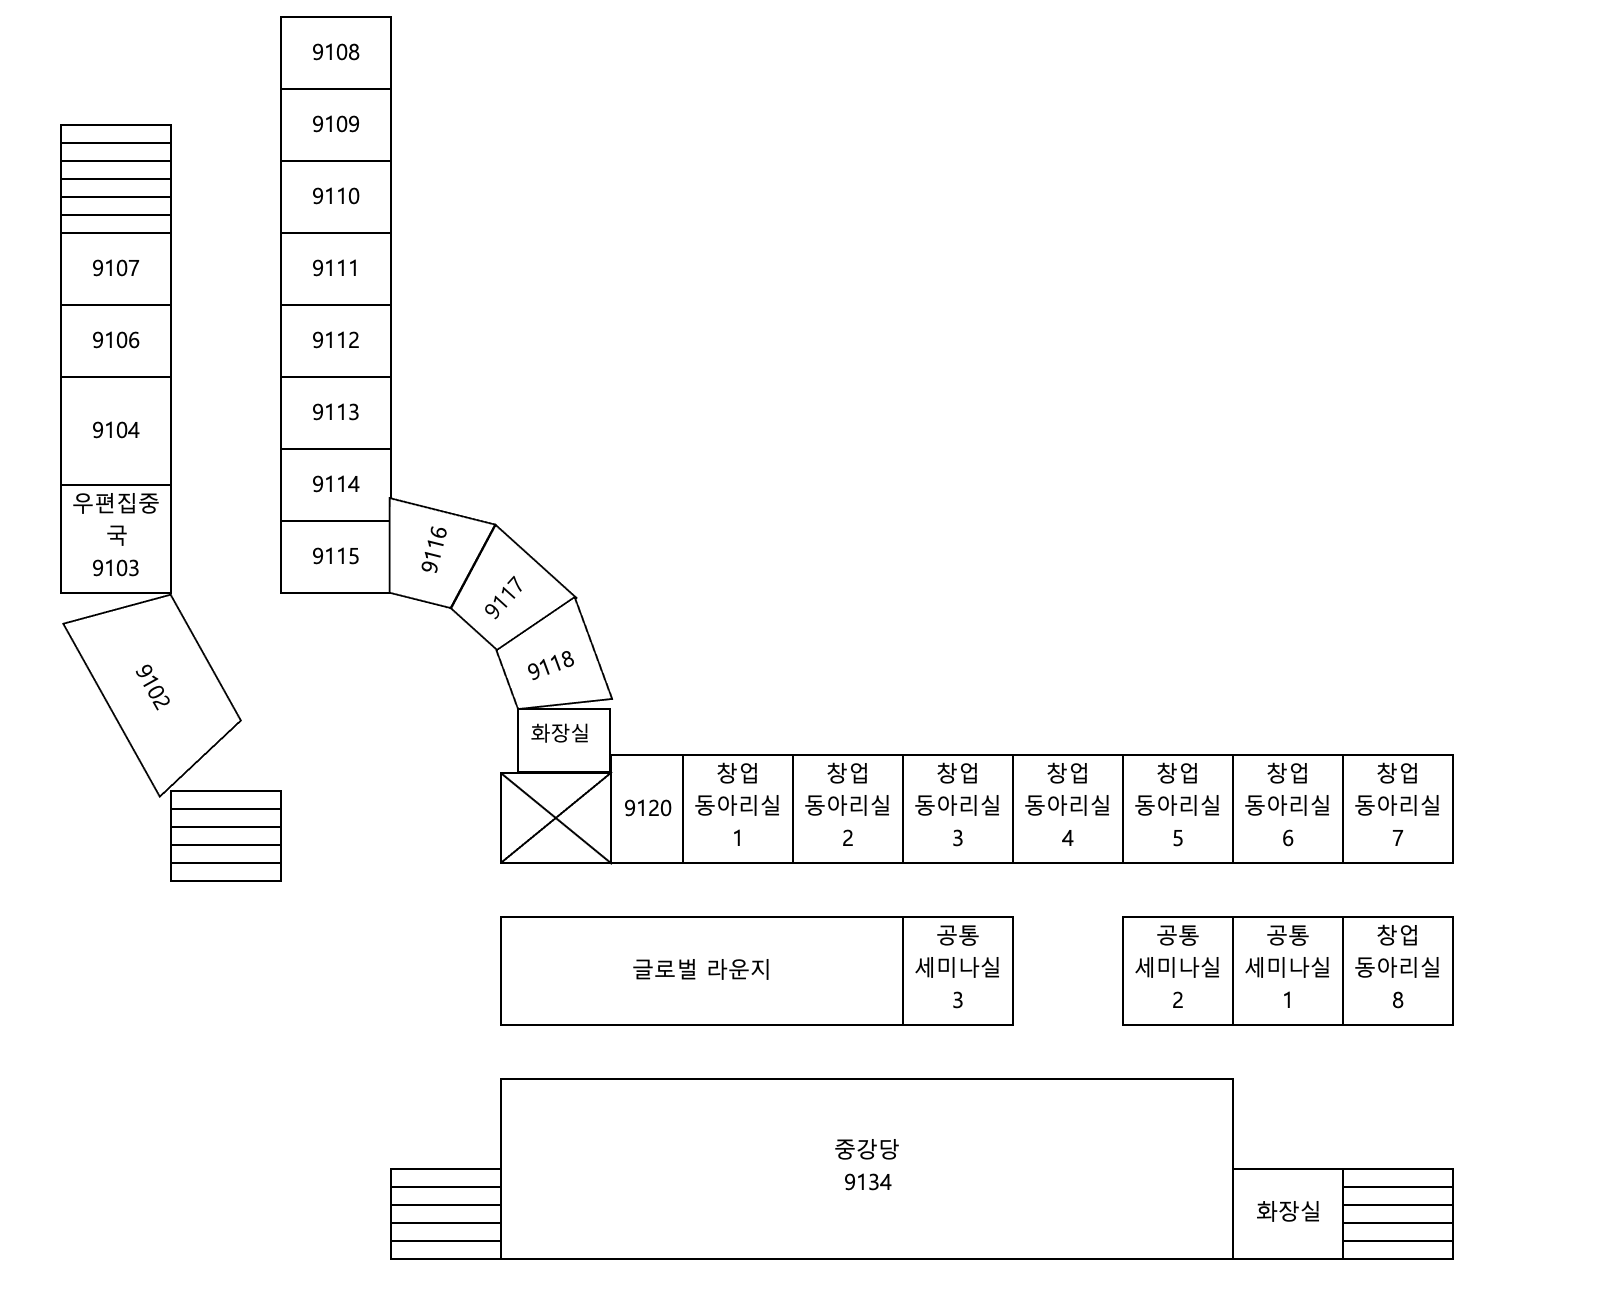 9108
9109
9110
9111
9112
9113
9114
9115
9107
9106
9104
우편집중
국
9103
9102
9116
9117
9118
화장실
9120
창업
동아리실
1
창업
동아리실
2
창업
동아리실
3
창업
동아리실
4
창업
동아리실
5
창업
동아리실
6
창업
동아리실
7
글로벌 라운지
공통
세미나실
3
공통
세미나실
2
공통
세미나실
1
창업
동아리실
8
중강당
9134
화장실